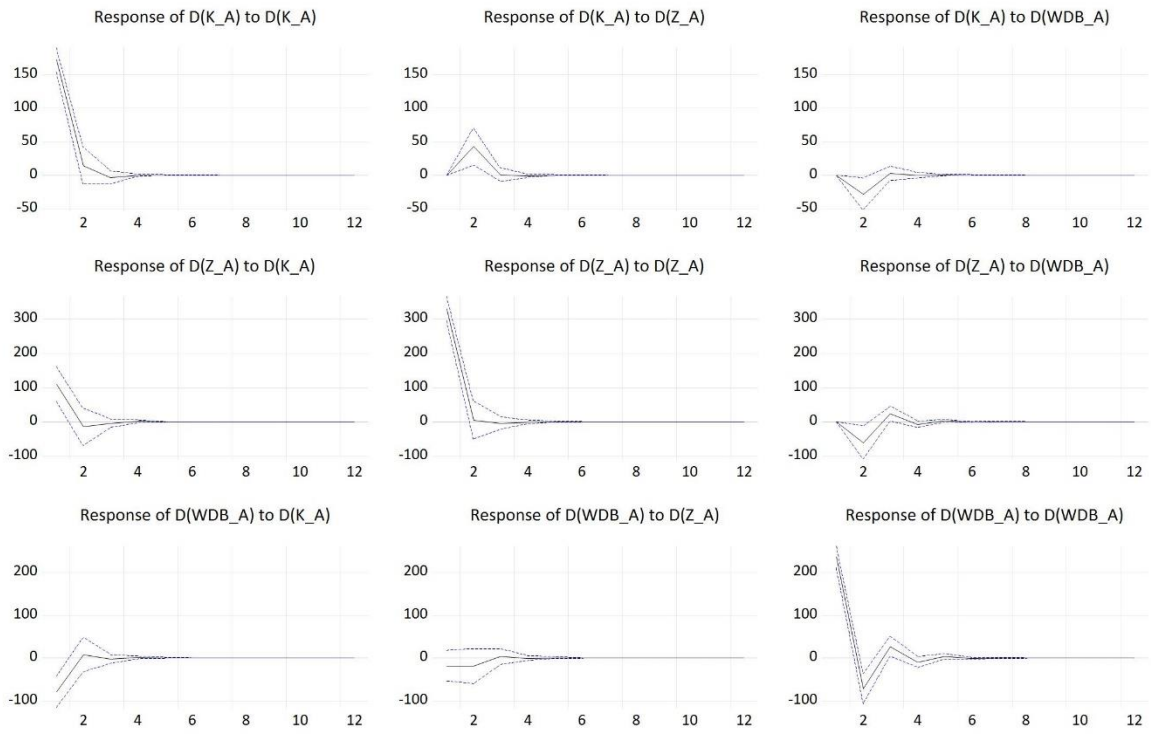 Response of D(K_A) to D(K_A)
150
100
50
0
-50
2 4 6 8 10 12
Response of D(K_A) to D(Z_A)
150
100
50
0
-50
2 4 6 8 10 12
Response of D(K_A) to D(WDB_A)
150
100
50
0
-50
2 4 6 8 10 12
Response of D(Z_A) to D(K_A)
300
200
100
0
-100
2 4 6 8 10 12
Response of D(Z_A) to D(Z_A)
300
200
100
0
-100
2 4 6 8 10 12
Response of D(Z_A) to D(WDB_A)
300
200
100
0
-100
2 4 6 8 10 12
Response of D(WDB_A) to D(K_A)
200
100
0
-100
2 4 6 8 10 12
Response of D(WDB_A) to D(Z_A)
200
100
0
-100
2 4 6 8 10 12
Response of D(WDB_A) to D(WDB_A)
200
100
0
-100
2 4 6 8 10 12